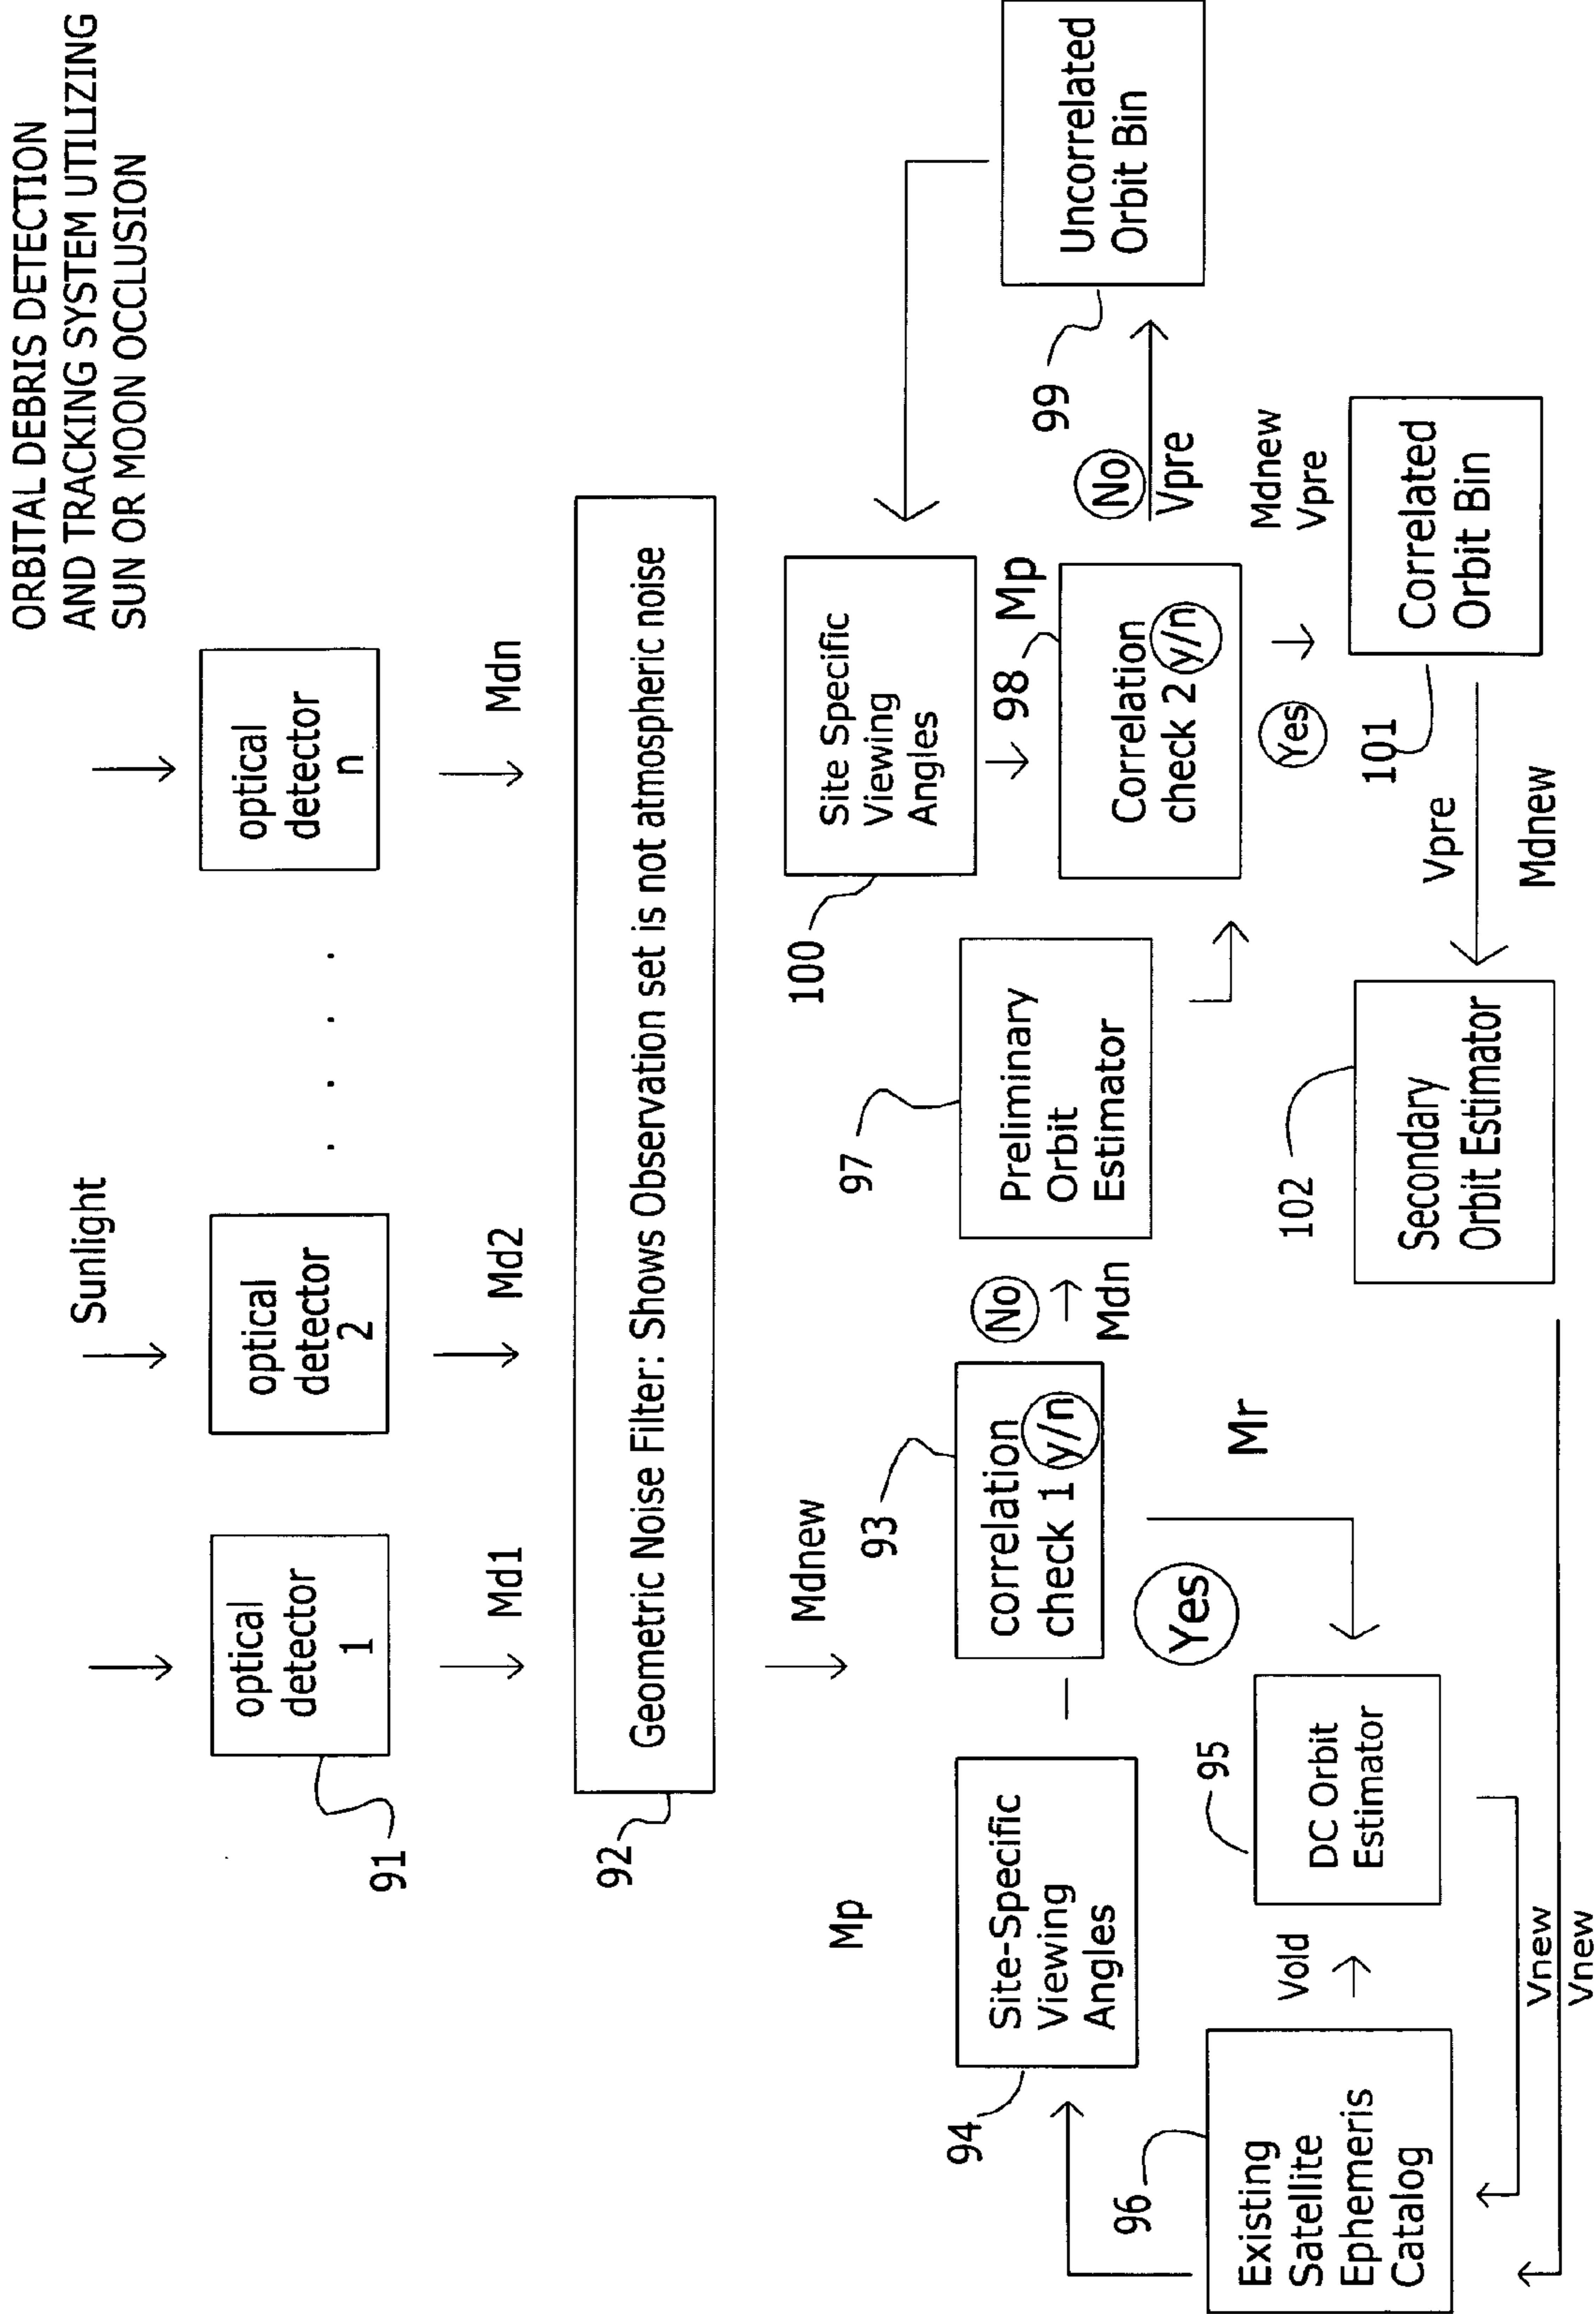 ORBITAL DEBRIS DETECTION
AND TRACKING SYSTEM UTILIZING
SUN OR MOON OCCLUSION
Sunlight
optical
detector
1
optical
detector
2
. . . .
optical
detector
n
91
Md1
Md2
Mdn
92
Geometric Noise Filter: Shows Observation set is not atmospheric noise
Mdnew
Mp
94
Site-Specific
Viewing
Angles
93
correlation
check 1 y/n
No
Mdn
Yes
Mr
97
Preliminary
Orbit
Estimator
100
Site Specific
Viewing
Angles
98
Mp
Correlation
check 2 y/n
No
Vpre
99
Uncorrelated
Orbit Bin
Yes
Mdnew
Vpre
101
Correlated
Orbit Bin
Vpre
Mdnew
102
Secondary
Orbit Estimator
95
DC Orbit
Estimator
Vold
96
Existing
Satellite
Ephemeris
Catalog
Vnew
Vnew